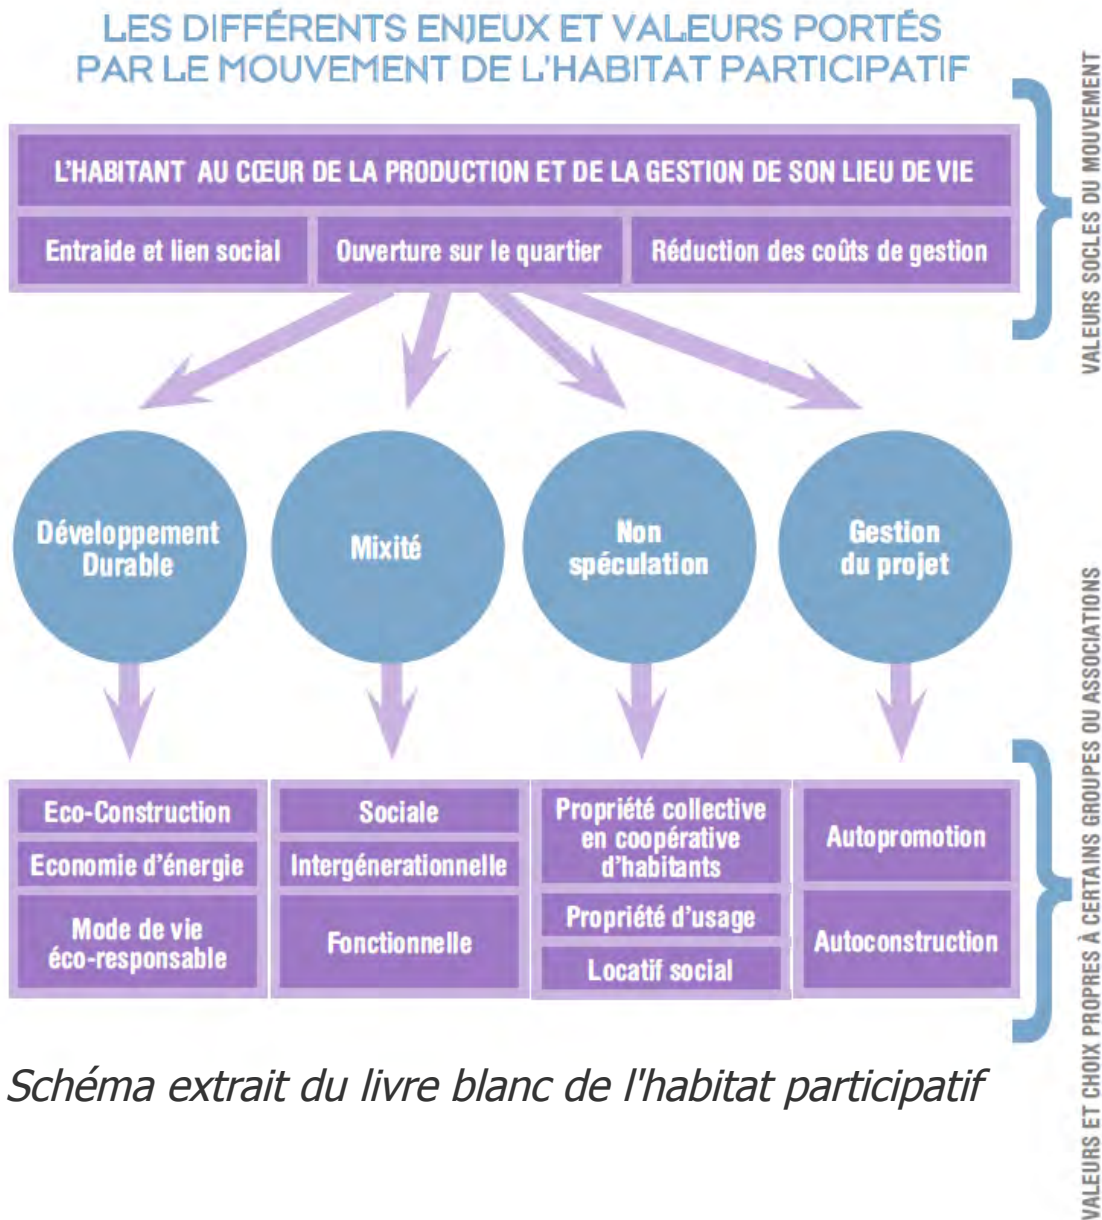 LES DIFFÉRENTS ENJEUX ET VALEURS PORTÉS
PAR LE MOUVEMENT DE L'HABITAT PARTICIPATIF
L'HABITANT AU CŒUR DE LA PRODUCTION ET DE LA GESTION DE SON LIEU DE VIE
Entraide et lien social
Ouverture sur le quartier
Réduction des coûts de gestion
VALEURS SOCLES DU MOUVEMENT
Développement
Durable
Mixité
Non
spéculation
Gestion
du projet
Eco-Construction
Economie d'énergie
Mode de vie
éco-responsable
Sociale
Intergénerationnelle
Fonctionnelle
Propriété collective
en coopérative
d'habitants
Propriété d'usage
Locatif social
Autopromotion
Autoconstruction
VALEURS ET CHOIX PROPRES À CERTAINS GROUPES OU ASSOCIATIONS
Schéma extrait du livre blanc de l'habitat participatif